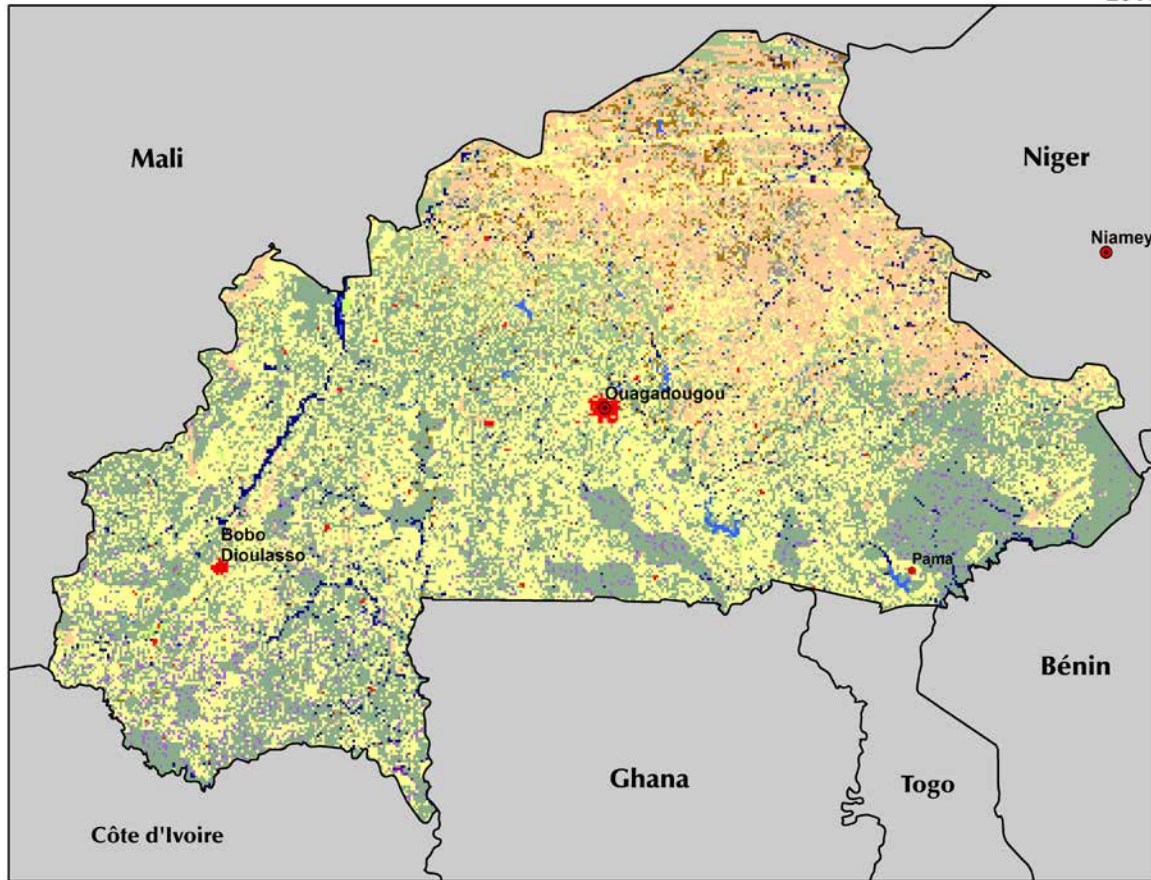 Mali
Niger
Niamey
Ouagadougou
Bobo
Dioulasso
Pama
Bénin
Ghana
Togo
Côte d'Ivoire